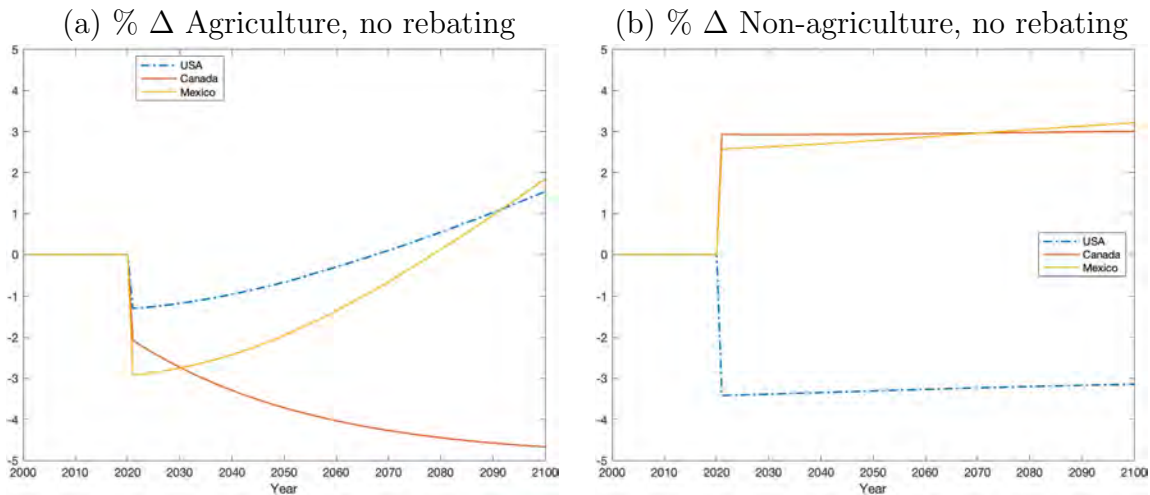 (a) % Δ Agriculture, no rebating
5
4
3
2
1
0
-1
-2
-3
-4
-5
USA
Canada
Mexico
2000 2010 2020 2030 2040 2050 2060 2070 2080 2090 2100
Year
(b) % Δ Non-agriculture, no rebating
5
4
3
2
1
0
-1
-2
-3
-4
-5
USA
Canada
Mexico
2000 2010 2020 2030 2040 2050 2060 2070 2080 2090 2100
Year